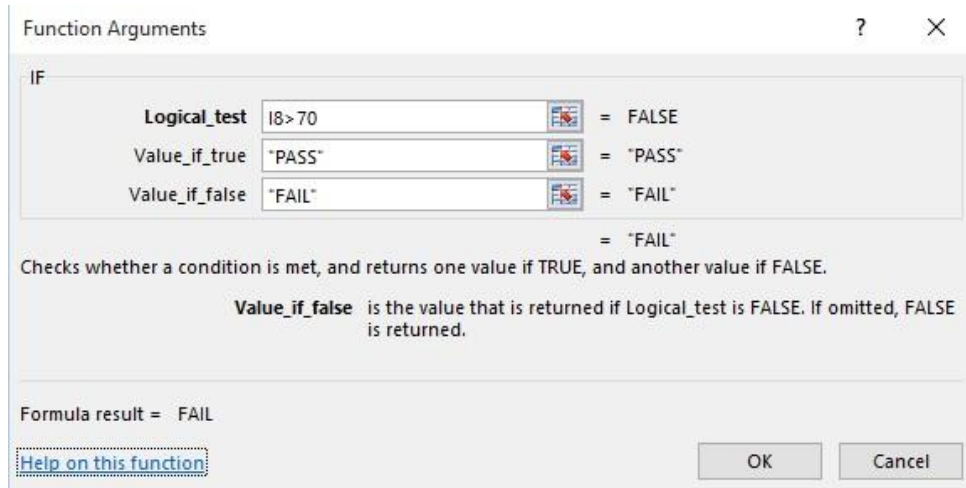 Function Arguments ? ×
IF
Logical_test I8>70 = FALSE
Value_if_true "PASS" = "PASS"
Value_if_false "FAIL" = "FAIL"
= "FAIL"
Checks whether a condition is met, and returns one value if TRUE, and another value if FALSE.
Value_if_false is the value that is returned if Logical_test is FALSE. If omitted, FALSE
is returned.
Formula result = FAIL
Help on this function OK Cancel